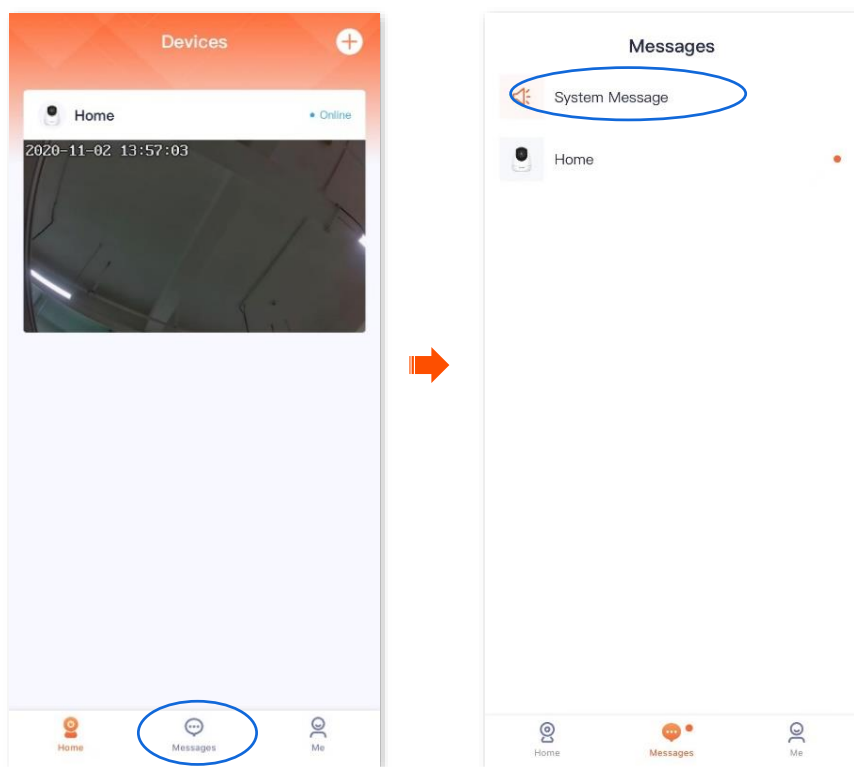 Devices
Home
Online
2020-11-02 13:57:03
Home
Messages
Me
Messages
System Message
Home
Home
Messages
Me